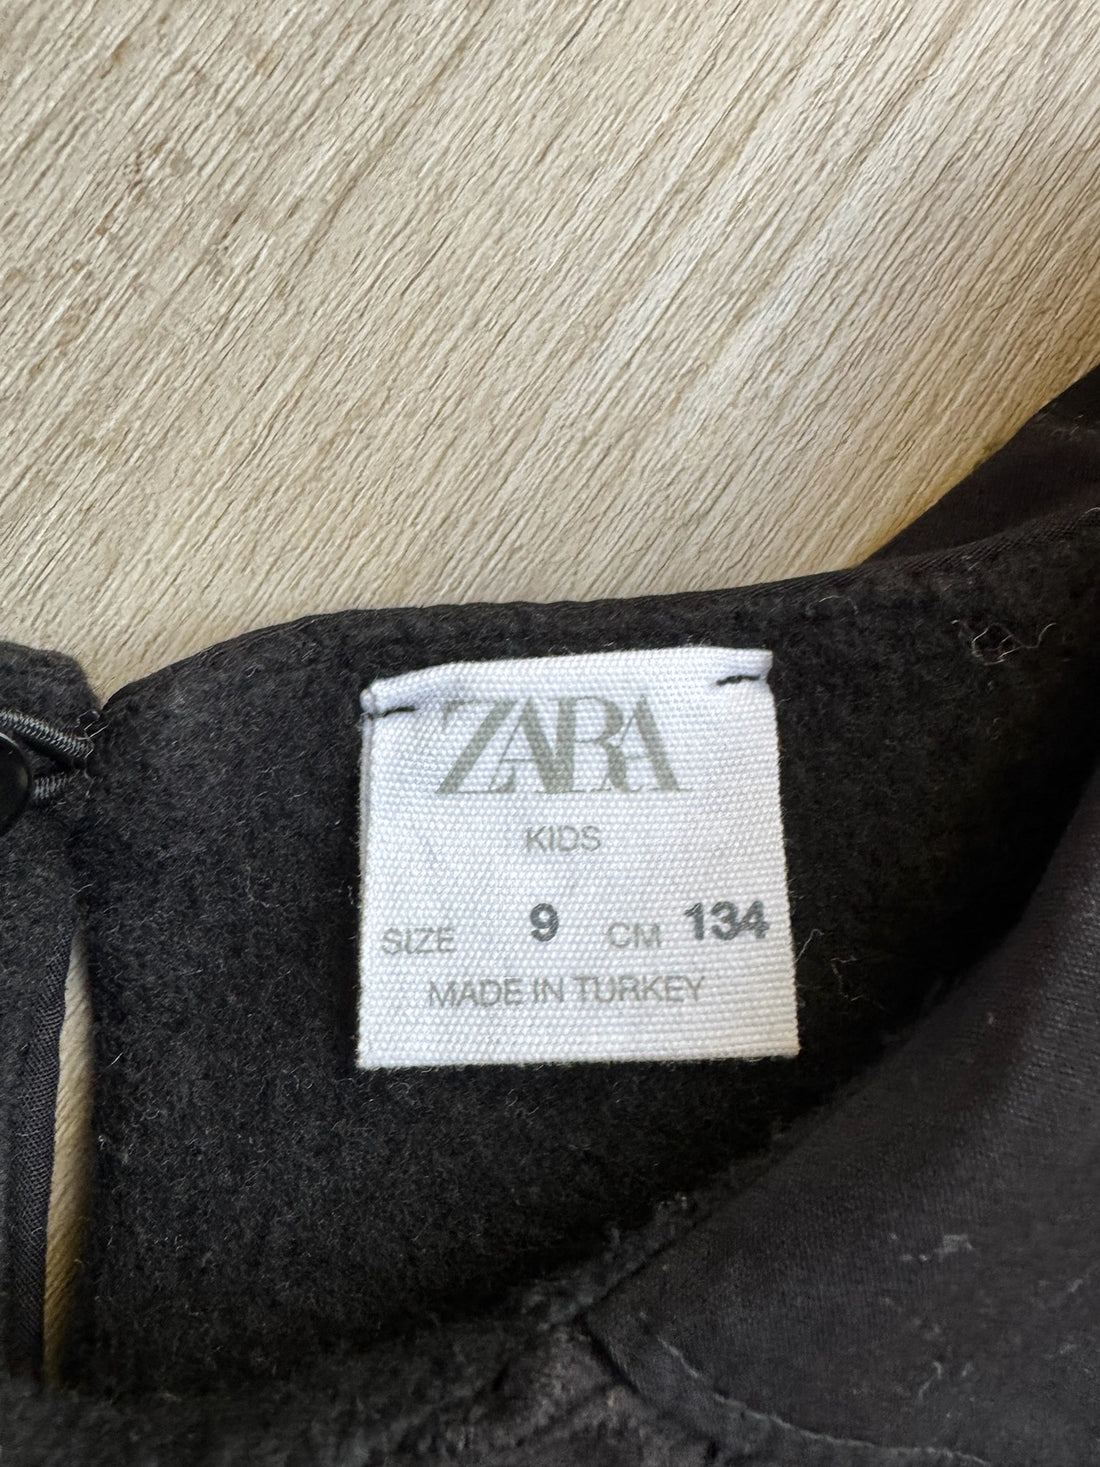 ZARA
KIDS
SIZE 9 CM 134
MADE IN TURKEY